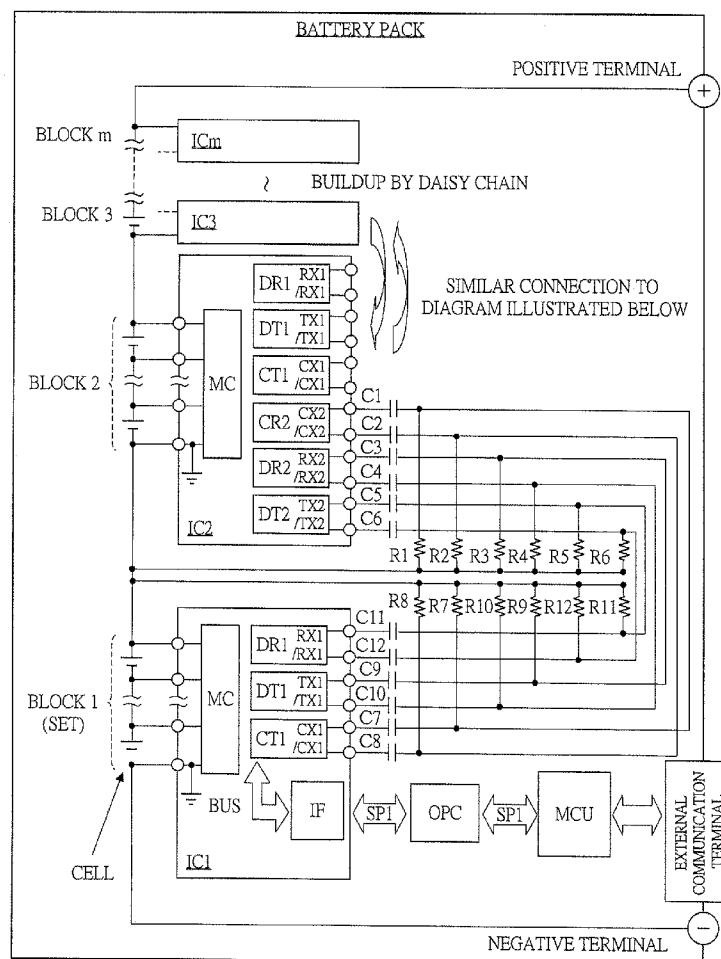 BATTERY PACK
POSITIVE TERMINAL
+
BLOCK m
ICm
BUILDUP BY DAISY CHAIN
BLOCK 3
IC3
SIMILAR CONNECTION TO
DIAGRAM ILLUSTRATED BELOW
DR1 RX1
/RX1
DT1 TX1
/TX1
CT1 CX1
/CX1
CR2 CX2
/CX2
DR2 RX2
/RX2
DT2 TX2
/TX2
BLOCK 2
MC
IC2
C1
C2
C3
C4
C5
C6
R1 R2 R3 R4 R5 R6
R8 R7 R10 R9 R12 R11
C11
C12
C9
C10
C7
C8
DR1 RX1
/RX1
DT1 TX1
/TX1
CT1 CX1
/CX1
BLOCK 1
(SET)
MC
BUS
IF
SP1
OPC
SP1
MCU
EXTERNAL
COMMUNICATION
TERMINAL
IC1
CELL
−
NEGATIVE TERMINAL